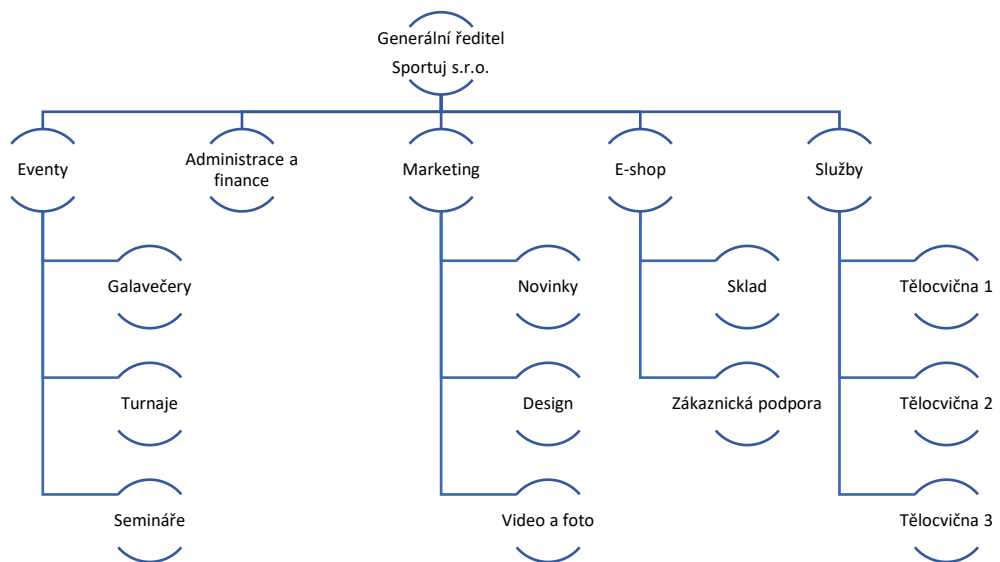 Generální ředitel
Sportuj s.r.o.
Eventy
Administrace a
finance
Marketing
E-shop
Služby
Galavečery
Novinky
Sklad
Tělocvična 1
Turnaje
Design
Zákaznická podpora
Tělocvična 2
Semináře
Video a foto
Tělocvična 3